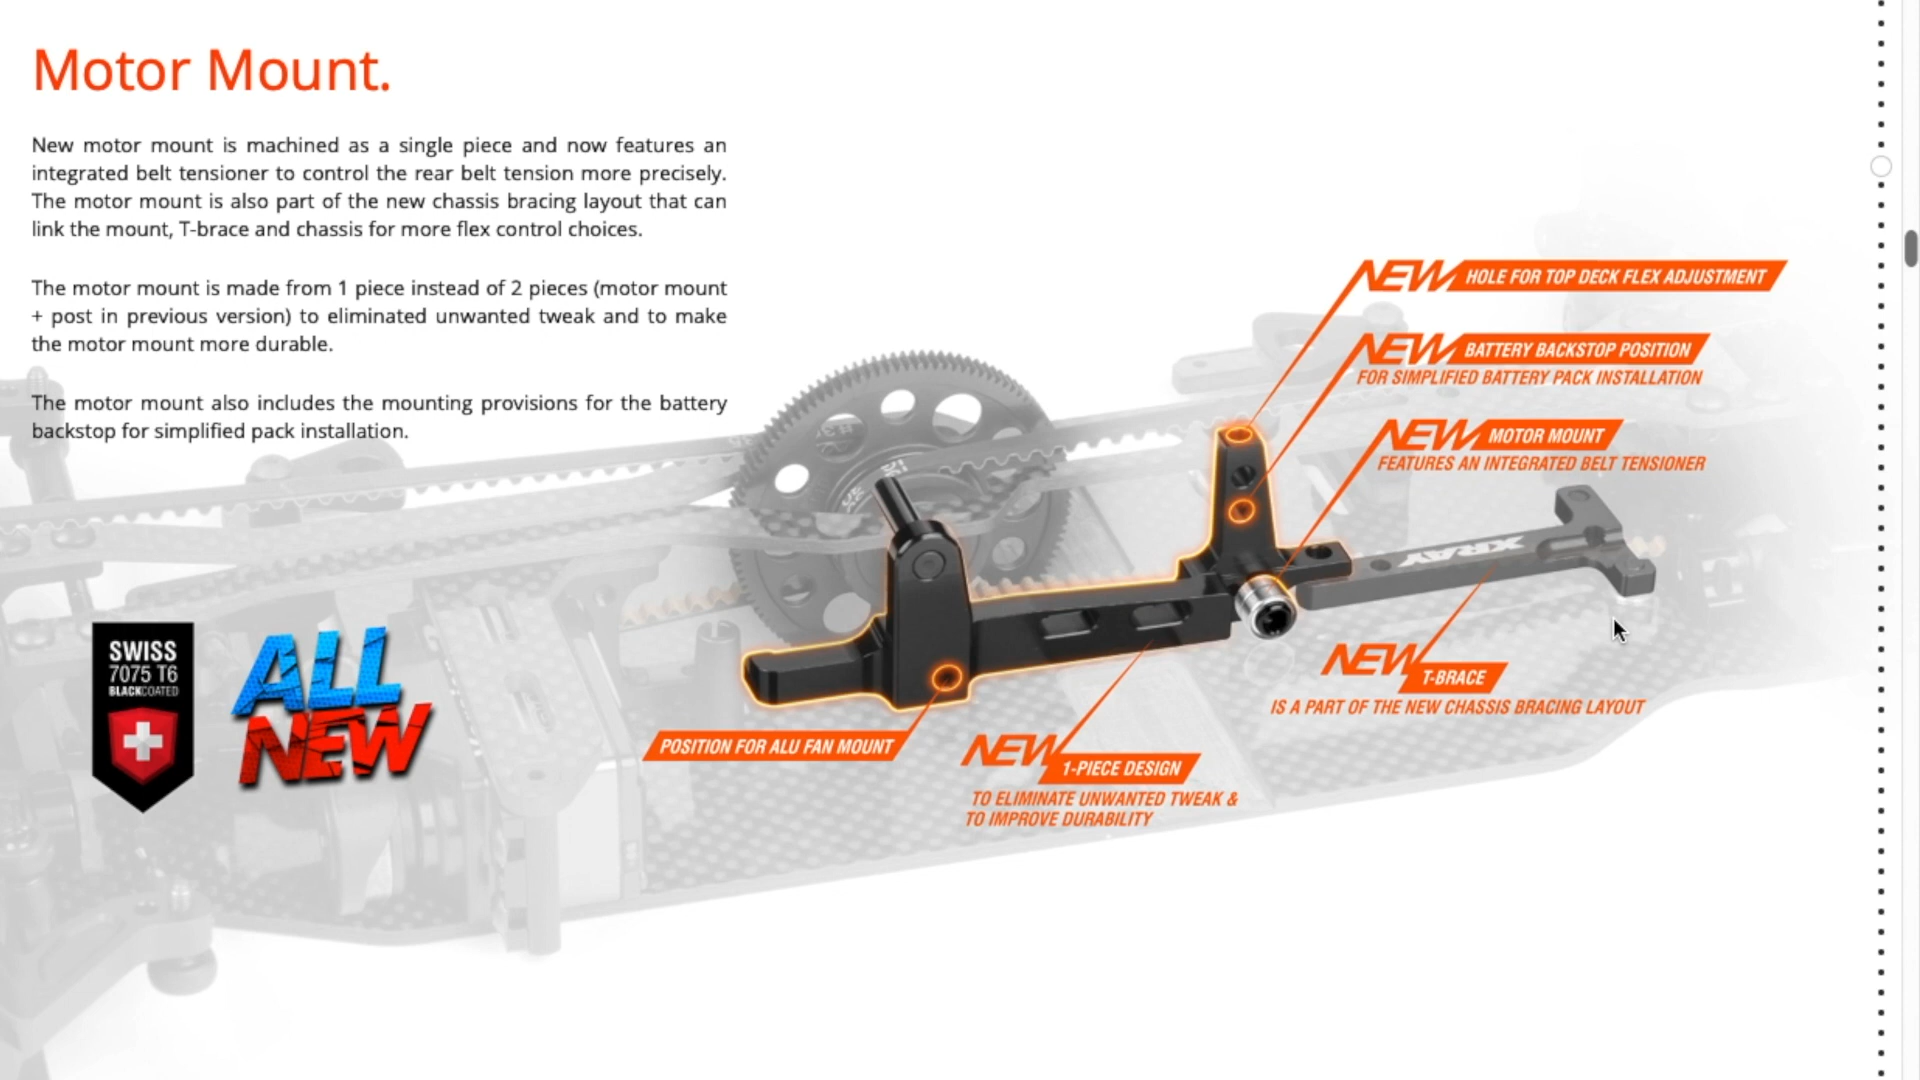 Motor Mount.
New motor mount is machined as a single piece and now features an
integrated belt tensioner to control the rear belt tension more precisely.
The motor mount is also part of the new chassis bracing layout that can
link the mount, T-brace and chassis for more flex control choices.
The motor mount is made from 1 piece instead of 2 pieces (motor mount
+ post in previous version) to eliminated unwanted tweak and to make
the motor mount more durable.
The motor mount also includes the mounting provisions for the battery
backstop for simplified pack installation.
NEW HOLE FOR TOP DECK FLEX ADJUSTMENT
NEW BATTERY BACKSTOP POSITION
FOR SIMPLIFIED BATTERY PACK INSTALLATION
NEW MOTOR MOUNT
FEATURES AN INTEGRATED BELT TENSIONER
XRAY
NEW T-BRACE
IS A PART OF THE NEW CHASSIS BRACING LAYOUT
POSITION FOR ALU FAN MOUNT
NEW 1-PIECE DESIGN
TO ELIMINATE UNWANTED TWEAK &
TO IMPROVE DURABILITY
SWISS
7075 T6
BLACKCOATED
ALL
NEW